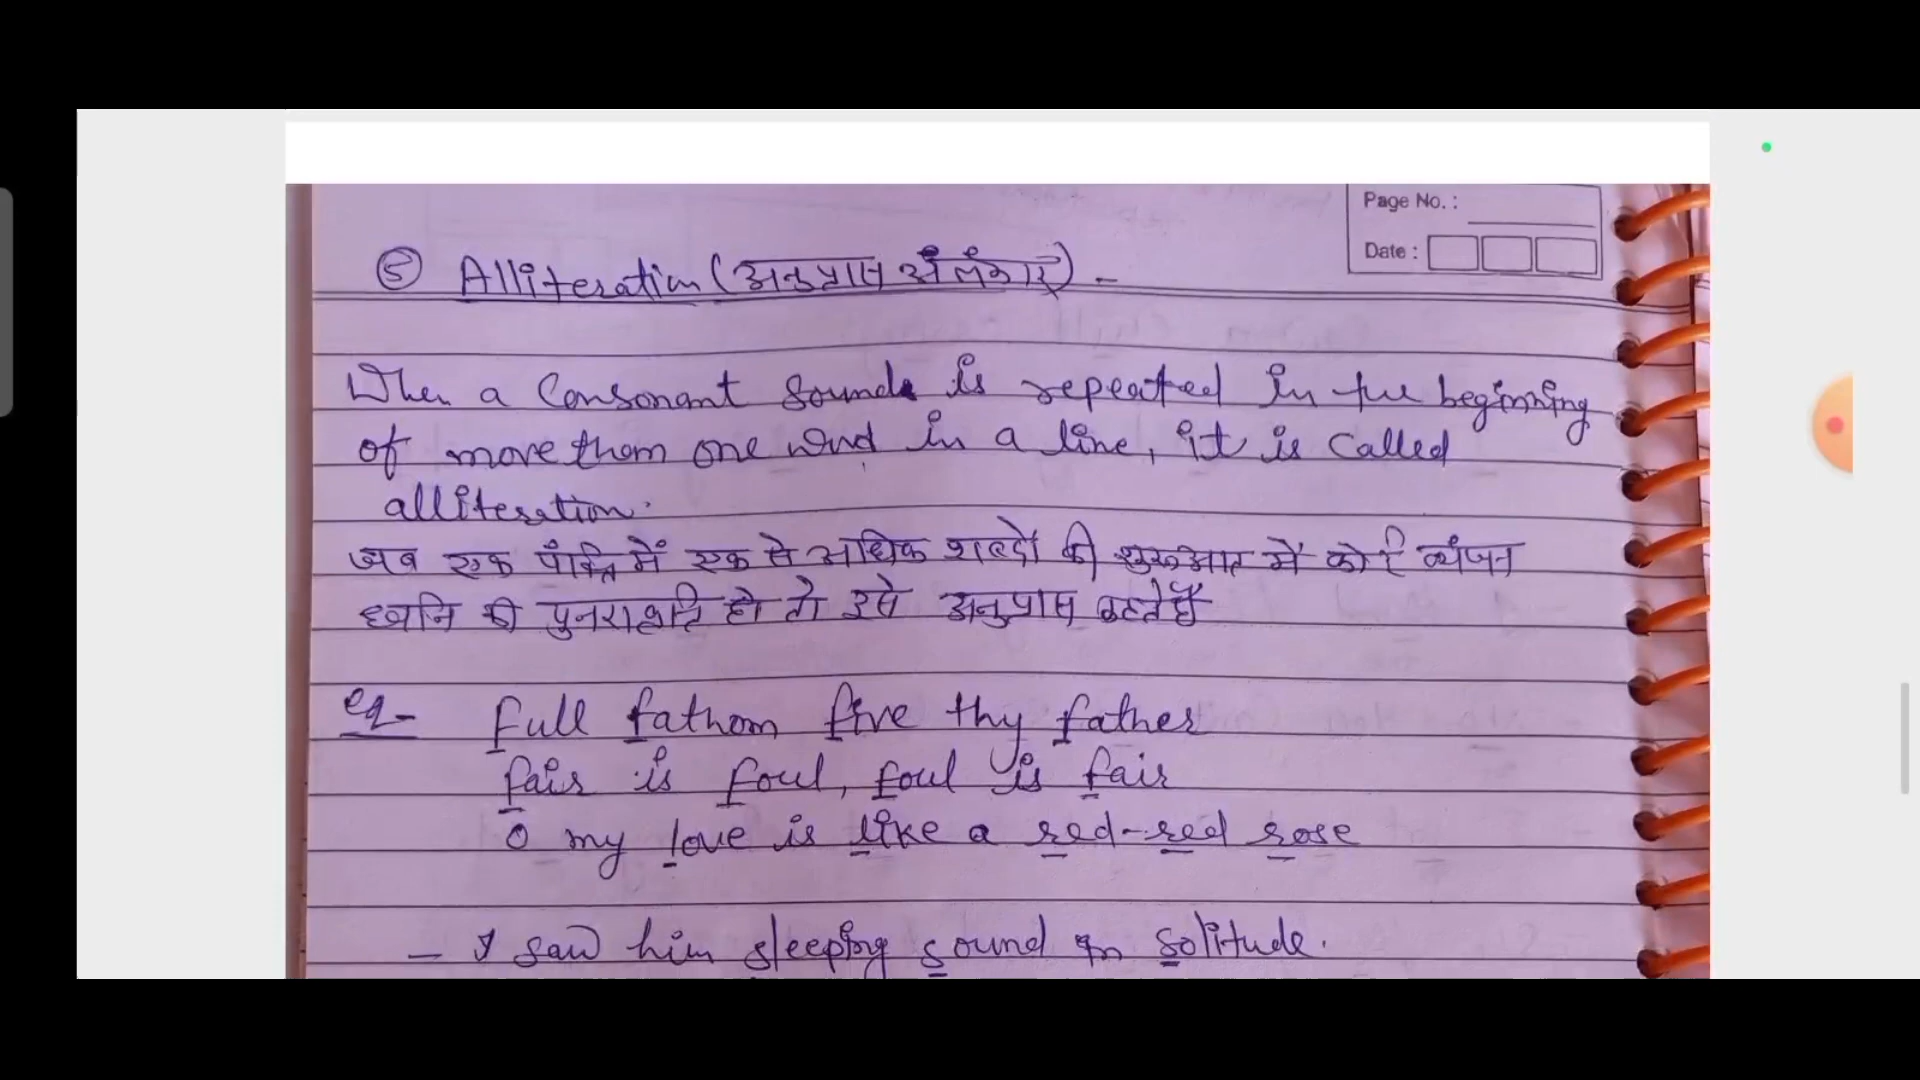 Page No. :
Date :
⑤ Alliteration (अनुप्रास अंलंकार) -
When a Consonant Sound is repeated in the beginning
of more them one word in a line, it is Called
alliteration.
जब एक पंक्ति में एक से अधिक शब्दों की शुरूआत में कोई व्यंजन
ध्वनि की पुनरावृति हो तो इसे अनुप्रास कहते हैं
eg- Full fathom five thy father
fair is foul, foul is fair
O my love is like a red-red rose
- I saw him sleeping sound in solitude.